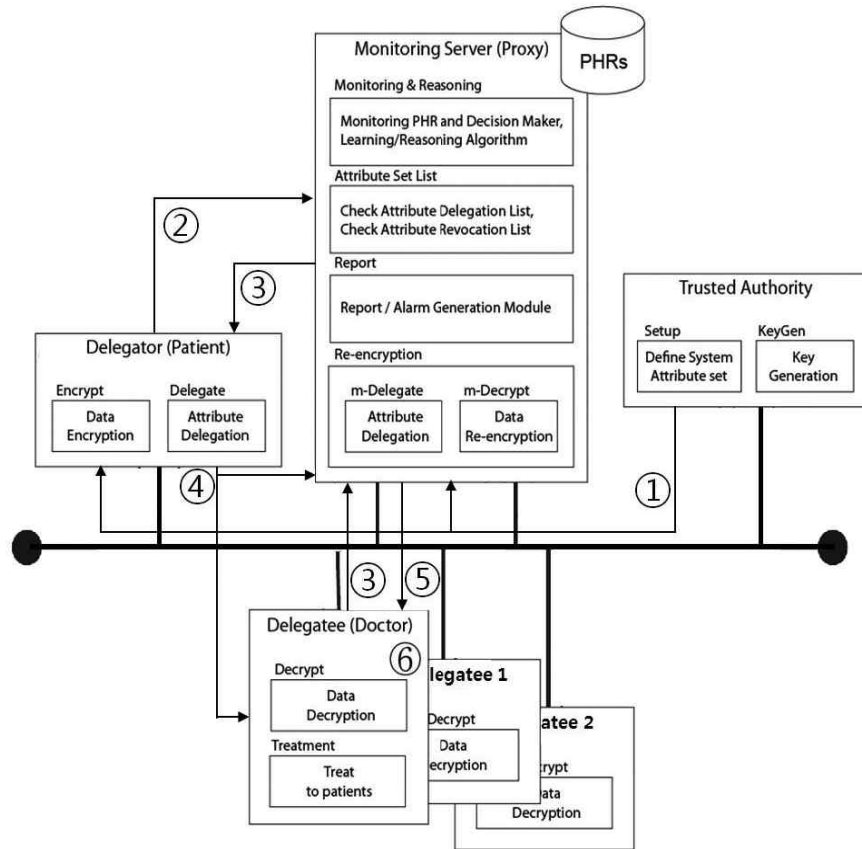 Monitoring Server (Proxy)
PHRs
Monitoring & Reasoning
Monitoring PHR and Decision Maker,
Learning/Reasoning Algorithm
Attribute Set List
Check Attribute Delegation List,
Check Attribute Revocation List
Report
Report / Alarm Generation Module
Re-encryption
m-Delegate
Attribute
Delegation
m-Decrypt
Data
Re-encryption
②
③
Delegator (Patient)
Encrypt
Data
Encryption
Delegate
Attribute
Delegation
④
Trusted Authority
Setup
Define System
Attribute set
KeyGen
Key
Generation
①
③
⑤
Delegatee (Doctor)
⑥
Decrypt
Data
Decryption
Treatment
Treat
to patients
legatee 1
Decrypt
Data
ecryption
atee 2
crypt
Data
Decryption